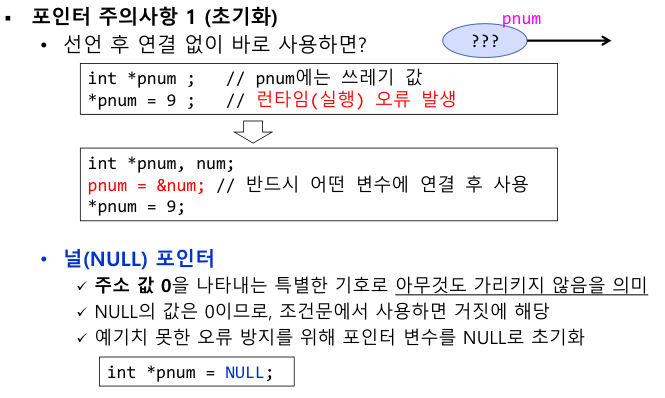 ▪ 포인터 주의사항 1 (초기화)
• 선언 후 연결 없이 바로 사용하면?
pnum
???
int *pnum ;   // pnum에는 쓰레기 값
*pnum = 9 ;   // 런타임(실행) 오류 발생
int *pnum, num;
pnum = &num; // 반드시 어떤 변수에 연결 후 사용
*pnum = 9;
• 널(NULL) 포인터
✓ 주소 값 0을 나타내는 특별한 기호로 아무것도 가리키지 않음을 의미
✓ NULL의 값은 0이므로, 조건문에서 사용하면 거짓에 해당
✓ 예기치 못한 오류 방지를 위해 포인터 변수를 NULL로 초기화
int *pnum = NULL;